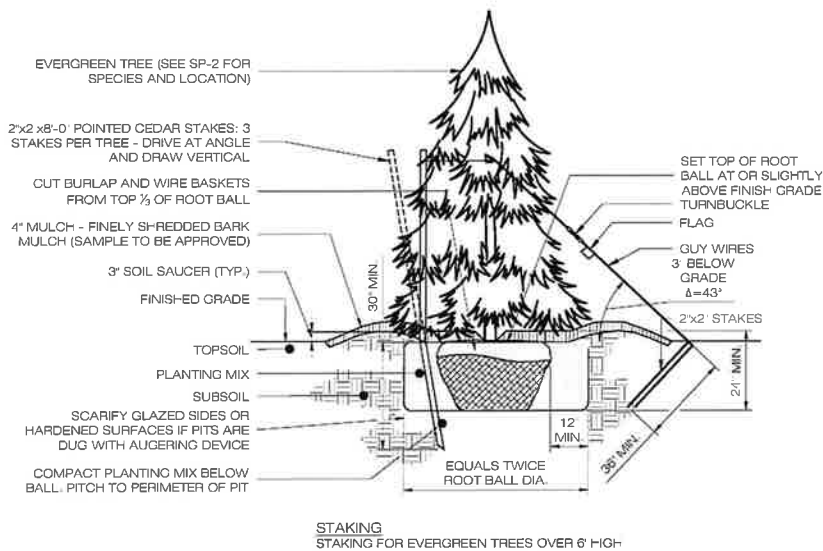 EVERGREEN TREE (SEE SP-2 FOR
SPECIES AND LOCATION)
2"x2 x8'-0' POINTED CEDAR STAKES: 3
STAKES PER TREE - DRIVE AT ANGLE
AND DRAW VERTICAL
CUT BURLAP AND WIRE BASKETS
FROM TOP ⅓ OF ROOT BALL
4" MULCH - FINELY SHREDDED BARK
MULCH (SAMPLE TO BE APPROVED)
3" SOIL SAUCER (TYP.)
FINISHED GRADE
TOPSOIL
PLANTING MIX
SUBSOIL
SCARIFY GLAZED SIDES OR
HARDENED SURFACES IF PITS ARE
DUG WITH AUGERING DEVICE
COMPACT PLANTING MIX BELOW
BALL. PITCH TO PERIMETER OF PIT
30" MIN.
SET TOP OF ROOT
BALL AT OR SLIGHTLY
ABOVE FINISH GRADE
TURNBUCKLE
FLAG
GUY WIRES
3' BELOW
GRADE
Δ=43°
2"x2' STAKES
24" MIN.
36" MIN.
12"
MIN.
EQUALS TWICE
ROOT BALL DIA.
STAKING
STAKING FOR EVERGREEN TREES OVER 6' HIGH